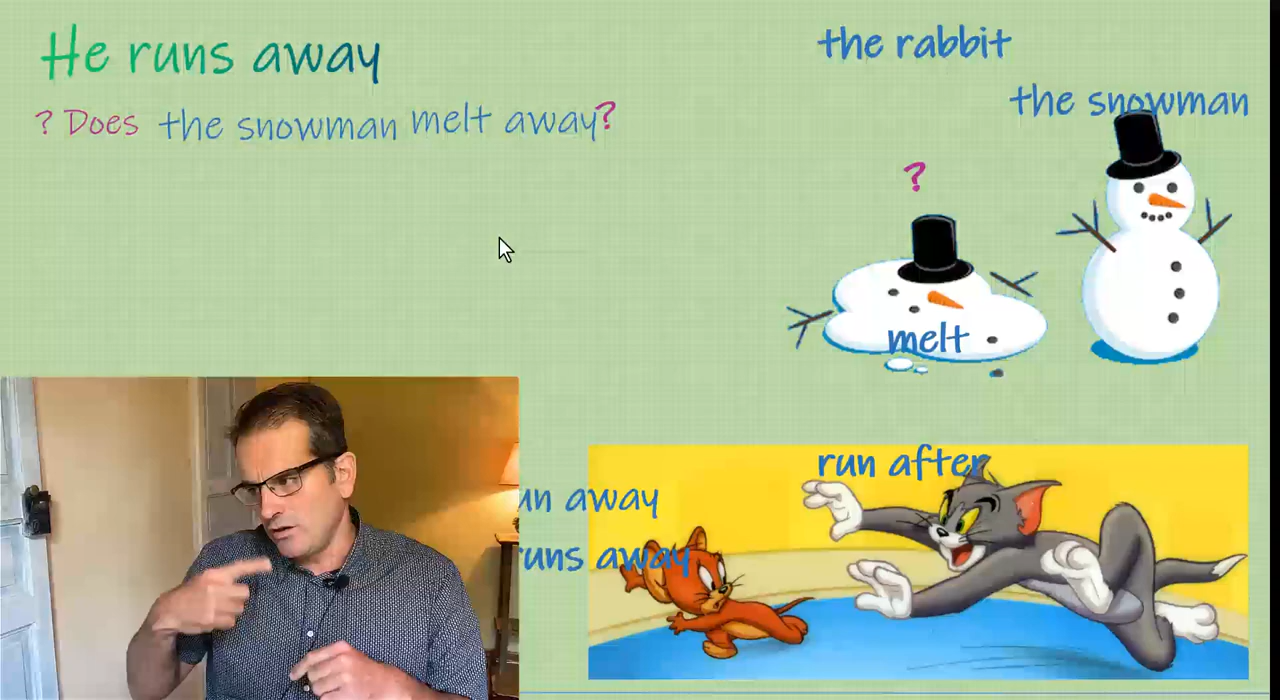 He runs away
the rabbit
? Does the snowman melt away?
the snowman
?
melt
run after
un away
runs away